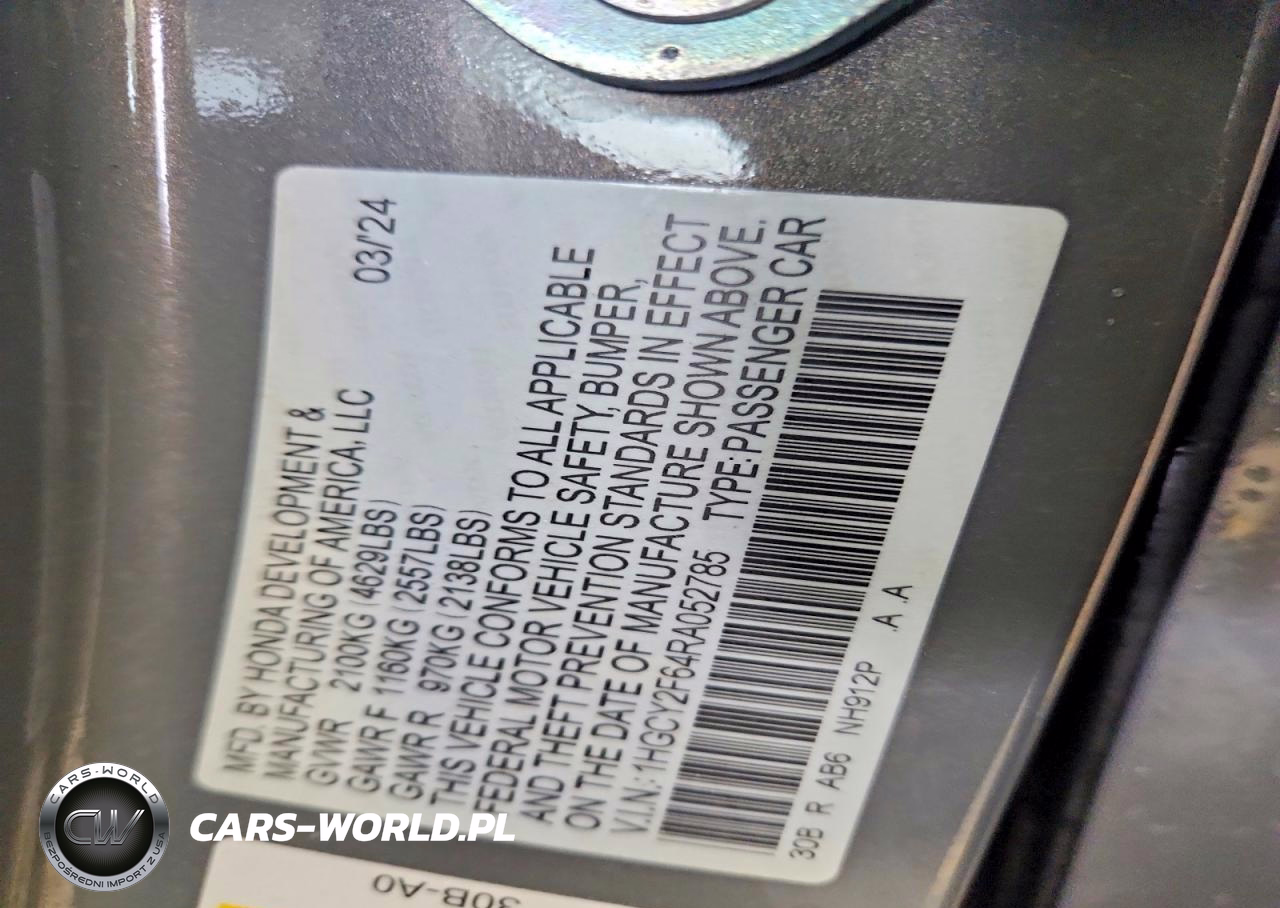 MFD. BY HONDA DEVELOPMENT &
MANUFACTURING OF AMERICA, LLC
03/'24
GVWR 2100KG (4629LBS)
GAWR F 1160KG (2557LBS)
GAWR R 970KG (2138LBS)
THIS VEHICLE CONFORMS TO ALL APPLICABLE
FEDERAL MOTOR VEHICLE SAFETY, BUMPER,
AND THEFT PREVENTION STANDARDS IN EFFECT
ON THE DATE OF MANUFACTURE SHOWN ABOVE.
V.I.N.: 1HGCY2F64RA052785 TYPE: PASSENGER CAR
30B R AB6 NH912P .A .A
30B-A0
CARS-WORLD
CW
BEZPOŚREDNI IMPORT Z USA
CARS-WORLD.PL